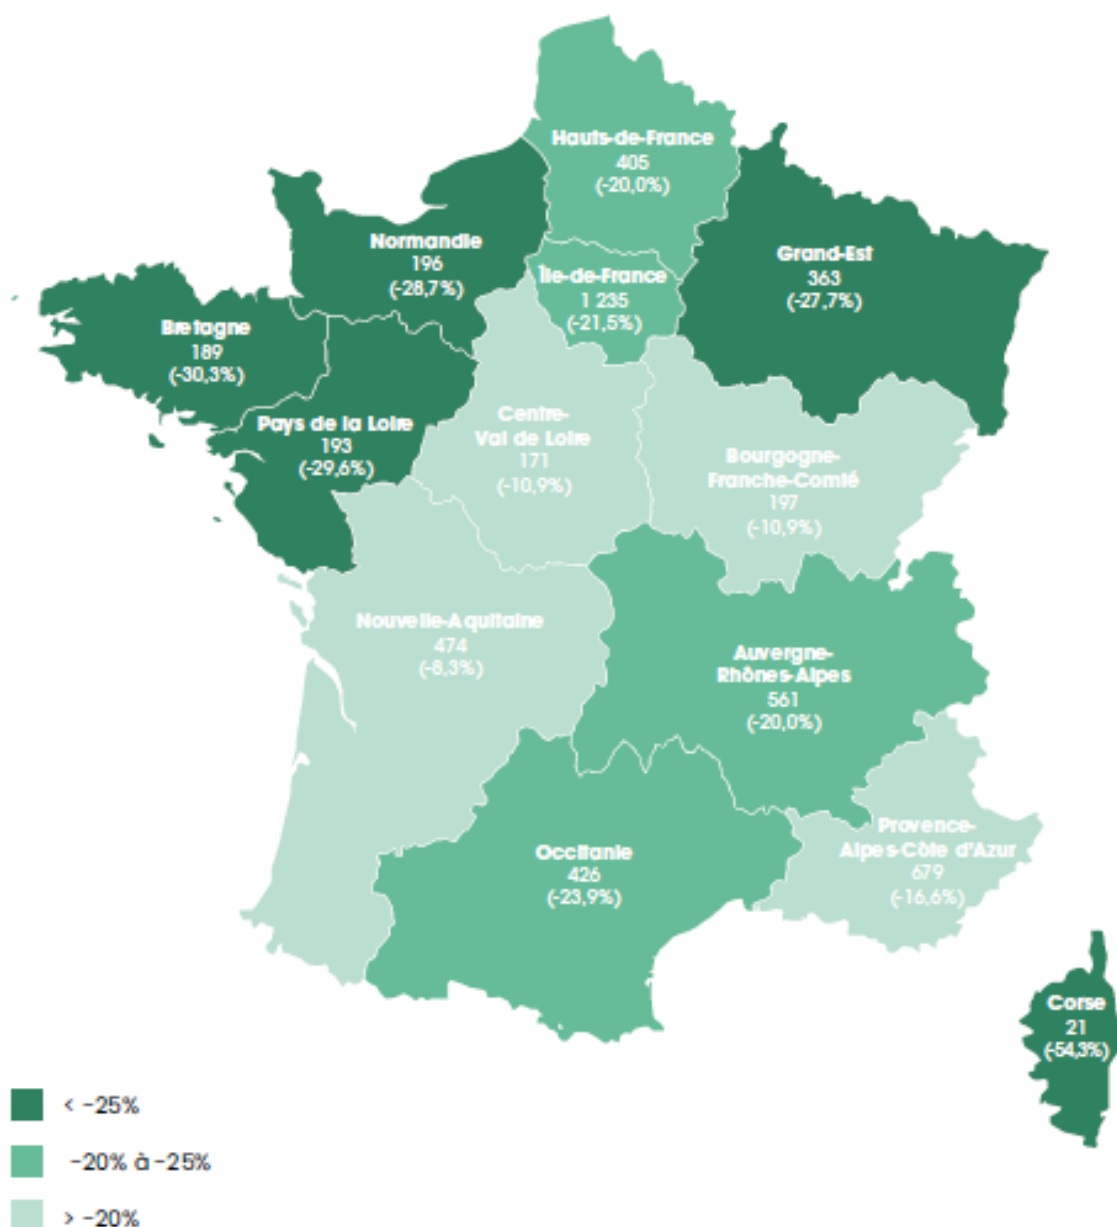 Hauts-de-France
405
(-20,0%)
Normandie
196
(-28,7%)
Île-de-France
1 235
(-21,5%)
Grand-Est
363
(-27,7%)
Bretagne
189
(-30,3%)
Pays de la Loire
193
(-29,6%)
Centre-
Val de Loire
171
(-10,9%)
Bourgogne-
Franche-Comté
197
(-10,9%)
Nouvelle-Aquitaine
474
(-8,3%)
Auvergne-
Rhônes-Alpes
561
(-20,0%)
Occitanie
426
(-23,9%)
Provence-
Alpes-Côte d'Azur
679
(-16,6%)
Corse
21
(-54,3%)
< -25%
-20% à -25%
> -20%